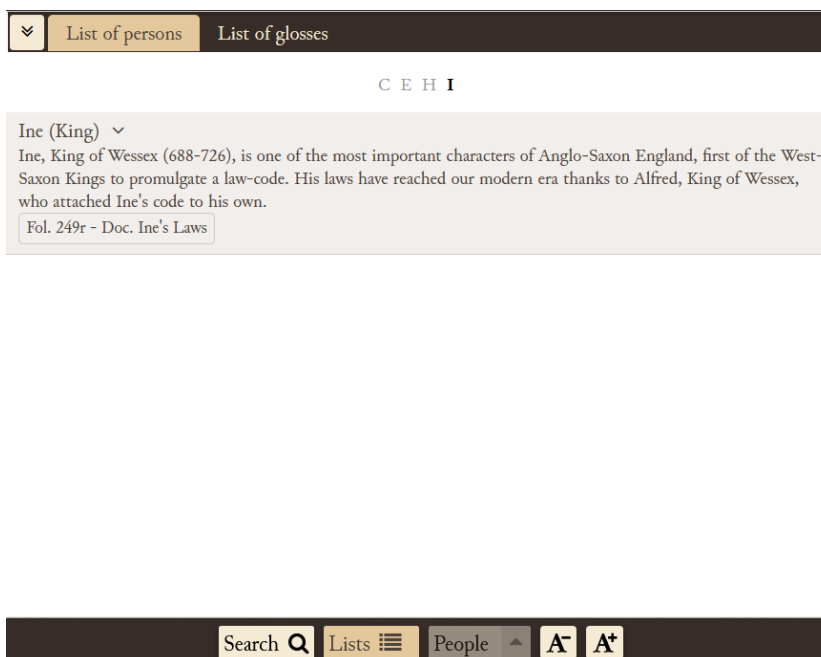 List of persons List of glosses
C E H I
Ine (King)
Ine, King of Wessex (688-726), is one of the most important characters of Anglo-Saxon England, first of the West-
Saxon Kings to promulgate a law-code. His laws have reached our modern era thanks to Alfred, King of Wessex,
who attached Ine's code to his own.
Fol. 249r - Doc. Ine's Laws
Search Lists People A- A+